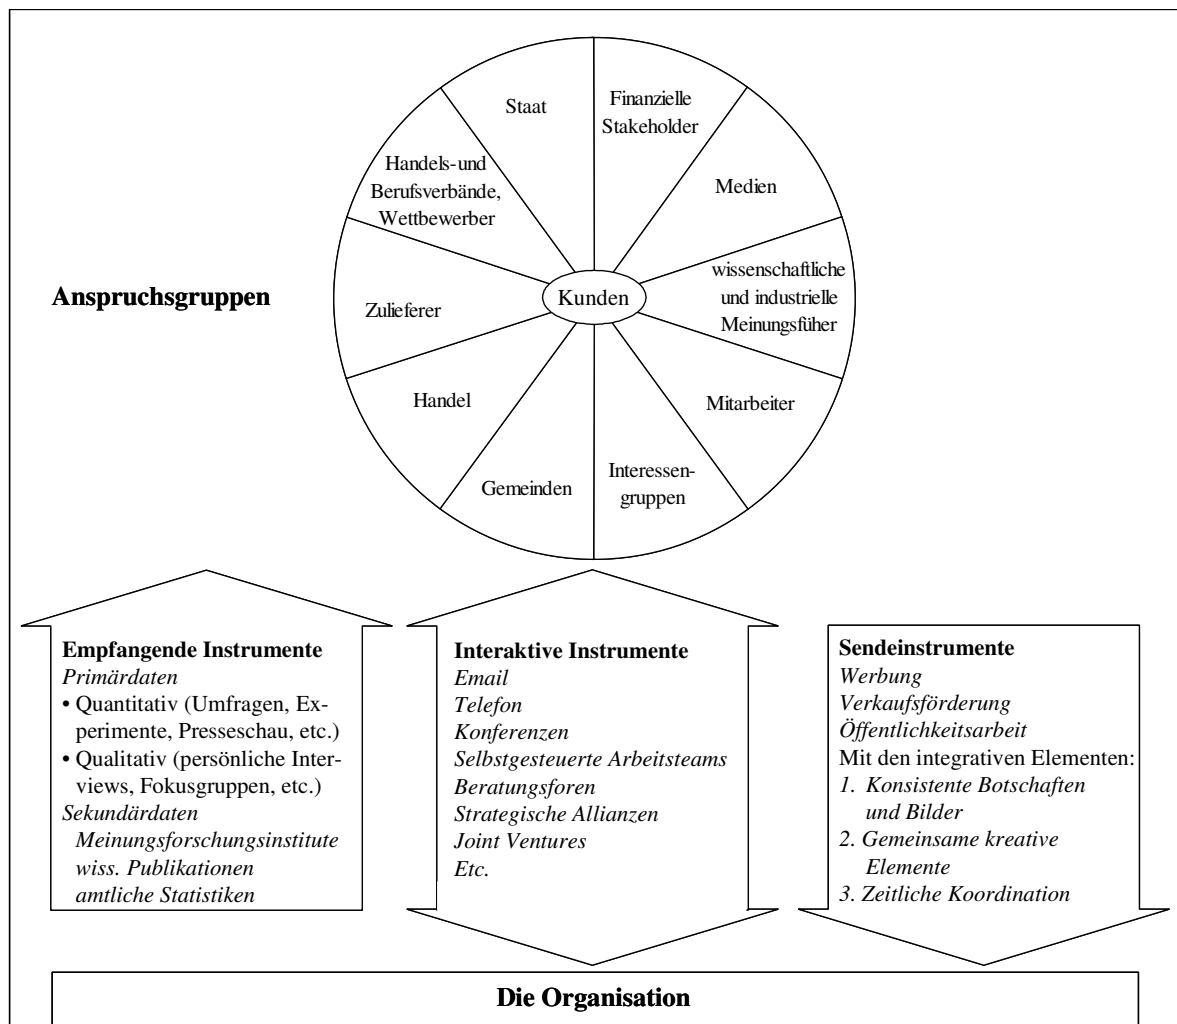 Staat
Finanzielle
Stakeholder
Handels-und
Berufsverbände,
Wettbewerber
Medien
Anspruchsgruppen
Zulieferer
Kunden
wissenschaftliche
und industrielle
Meinungsfüher
Handel
Mitarbeiter
Gemeinden
Interessen-
gruppen
Empfangende Instrumente
Primärdaten
• Quantitativ (Umfragen, Ex-
perimente, Presseschau, etc.)
• Qualitativ (persönliche Inter-
views, Fokusgruppen, etc.)
Sekundärdaten
Meinungsforschungsinstitute
wiss. Publikationen
amtliche Statistiken
Interaktive Instrumente
Email
Telefon
Konferenzen
Selbstgesteuerte Arbeitsteams
Beratungsforen
Strategische Allianzen
Joint Ventures
Etc.
Sendeinstrumente
Werbung
Verkaufsförderung
Öffentlichkeitsarbeit
Mit den integrativen Elementen:
1. Konsistente Botschaften
und Bilder
2. Gemeinsame kreative
Elemente
3. Zeitliche Koordination
Die Organisation